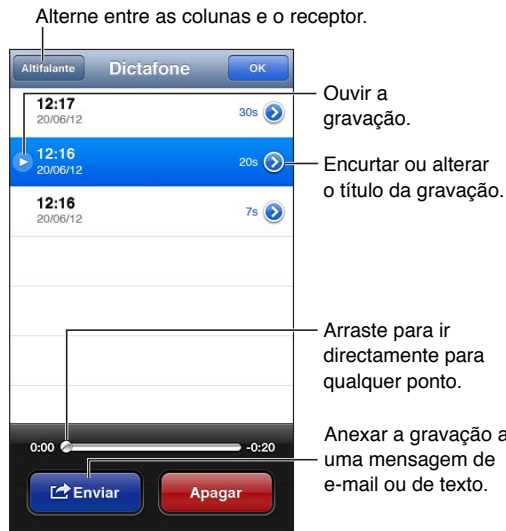 Alterne entre as colunas e o receptor.
Altifalante
Dictafone
OK
12:17
20/06/12
30s
Ouvir a
gravação.
12:16
20/06/12
20s
Encurtar ou alterar
o título da gravação.
12:16
20/06/12
7s
Arraste para ir
directamente para
qualquer ponto.
0:00
-0:20
Enviar
Apagar
Anexar a gravação a
uma mensagem de
e-mail ou de texto.